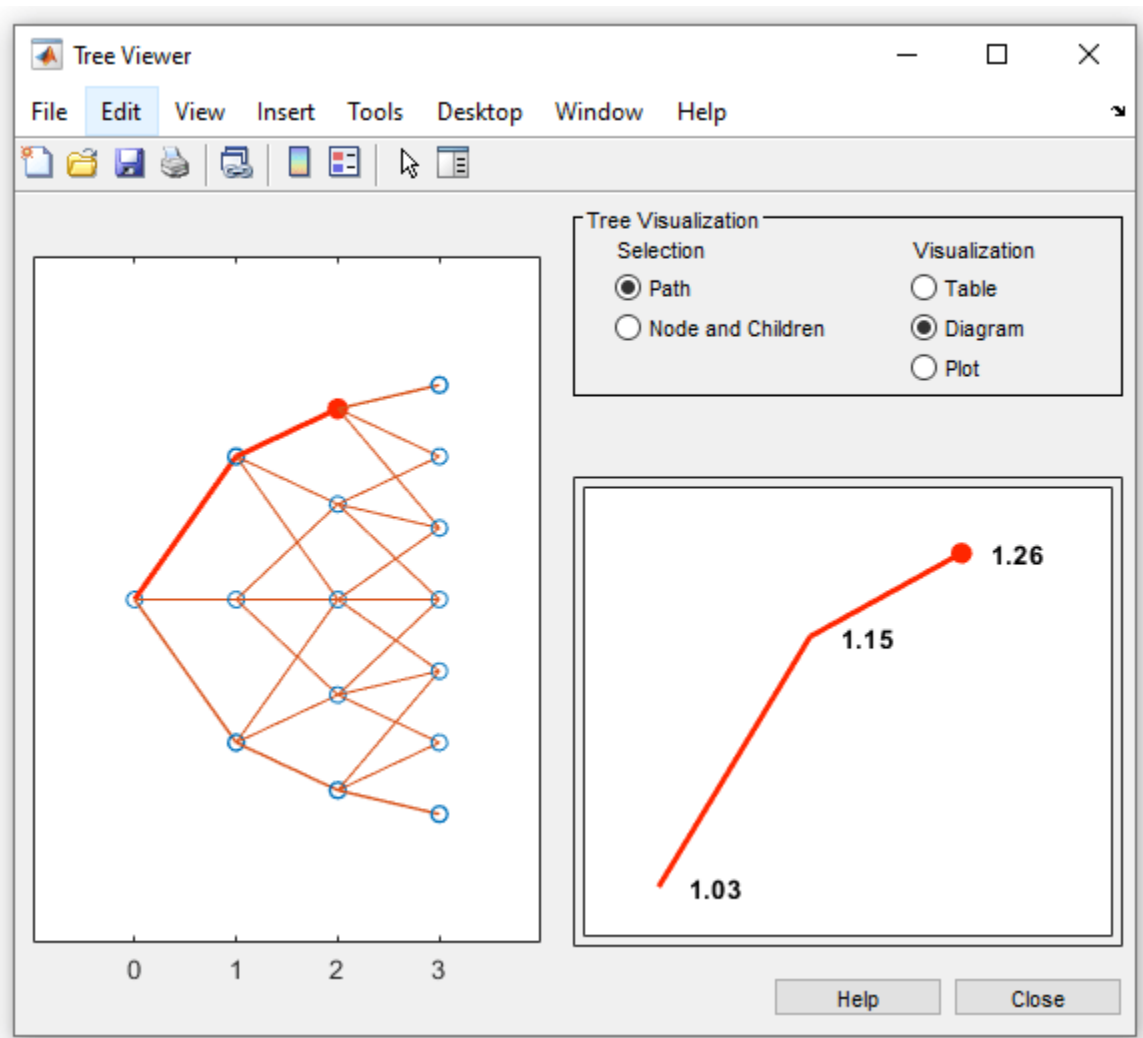 Tree Viewer
File Edit View Insert Tools Desktop Window Help
Tree Visualization
Selection Visualization
Path Table
Node and Children Diagram
Plot
1.26
1.15
1.03
0 1 2 3
Help Close